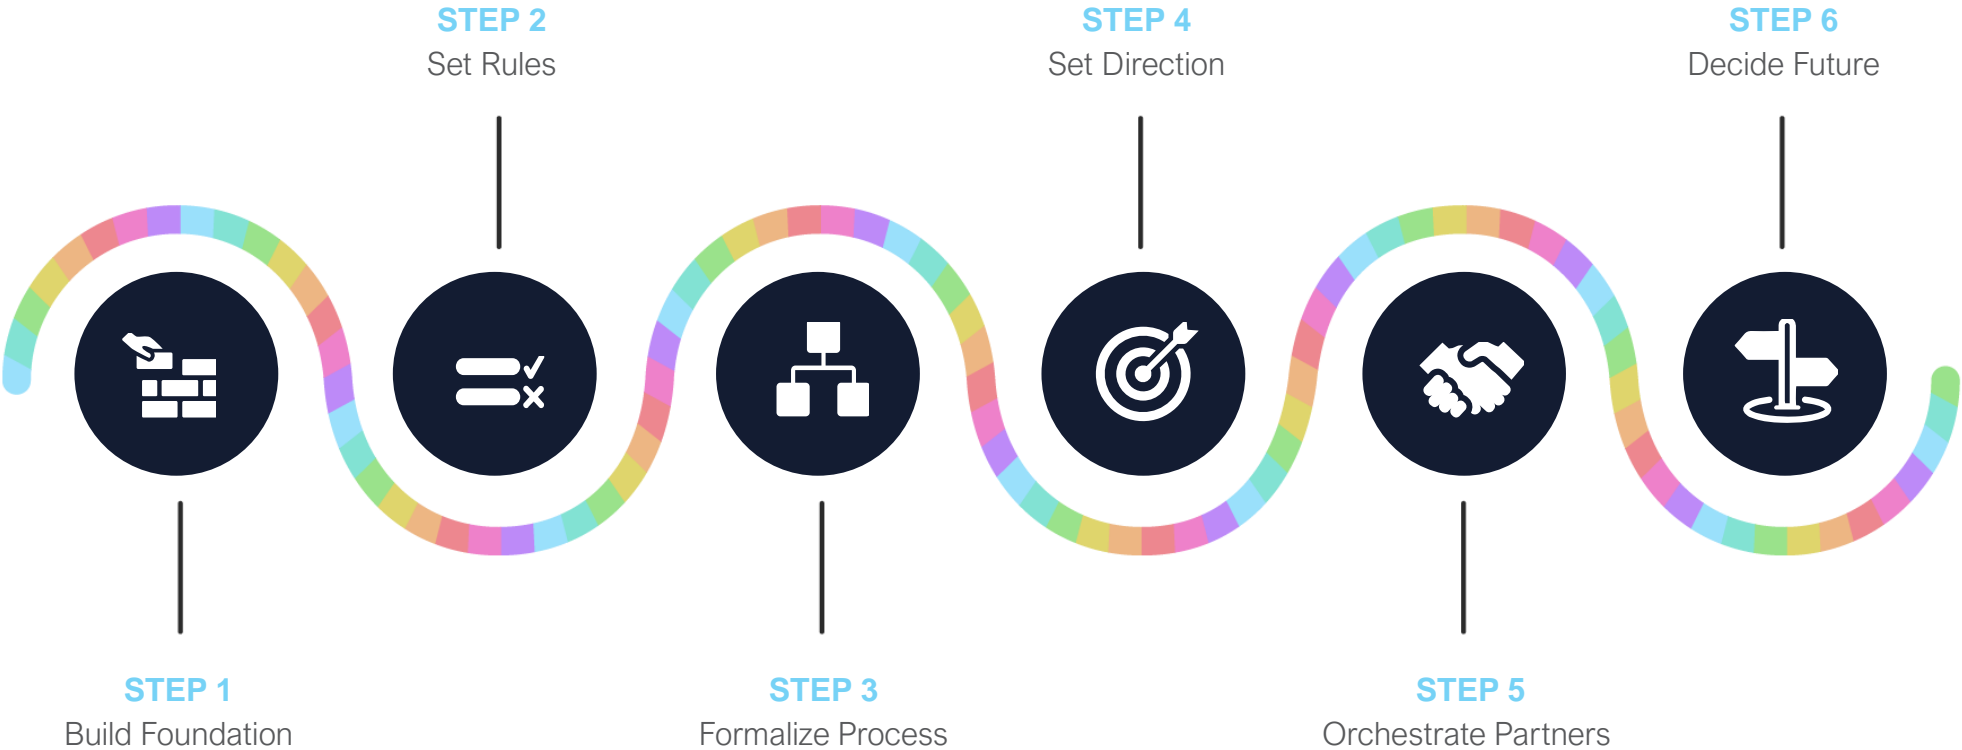 STEP 2
Set Rules
STEP 4
Set Direction
STEP 6
Decide Future
STEP 1
Build Foundation
STEP 3
Formalize Process
STEP 5
Orchestrate Partners